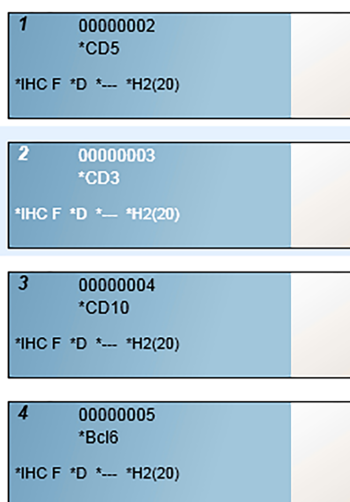 1 00000002
*CD5
*IHC F *D *--- *H2(20)
2 00000003
*CD3
*IHC F *D *--- *H2(20)
3 00000004
*CD10
*IHC F *D *--- *H2(20)
4 00000005
*Bcl6
*IHC F *D *--- *H2(20)